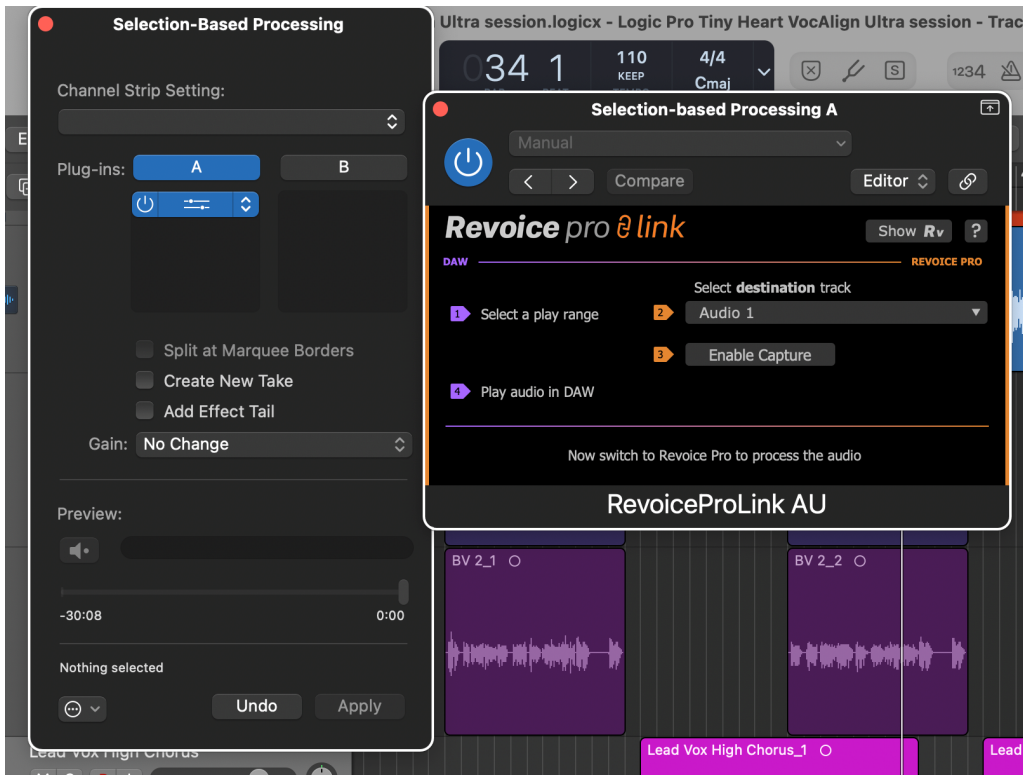 Ultra session.logicx - Logic Pro Tiny Heart VocAlign Ultra session - Trac
034 1
110
KEEP
4/4
Cmaj
1234
Selection-Based Processing
Channel Strip Setting:
Plug-ins:
A
B
Split at Marquee Borders
Create New Take
Add Effect Tail
Gain:
No Change
Preview:
-30:08
0:00
Nothing selected
Undo
Apply
Selection-based Processing A
Manual
Compare
Editor
Revoice pro link
Show Rv
?
DAW
REVOICE PRO
Select destination track
1 Select a play range
2 Audio 1
3 Enable Capture
4 Play audio in DAW
Now switch to Revoice Pro to process the audio
RevoiceProLink AU
BV 2_1
BV 2_2
Lead Vox High Chorus
Lead Vox High Chorus_1
Lead